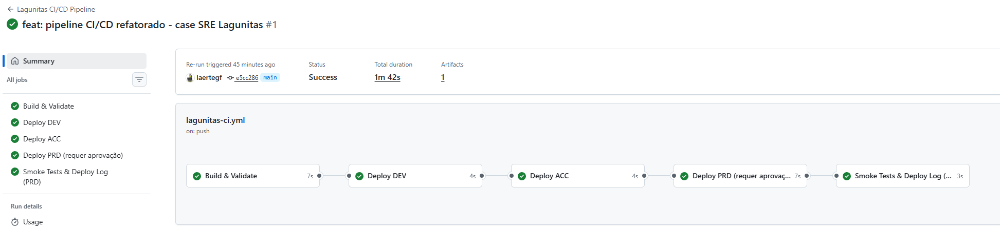 Lagunitas CI/CD Pipeline
feat: pipeline CI/CD refatorado - case SRE Lagunitas #1
Summary
All jobs
Build & Validate
Deploy DEV
Deploy ACC
Deploy PRD (requer aprovação)
Smoke Tests & Deploy Log
(PRD)
Run details
Usage
Re-run triggered 45 minutes ago
laertegf e5cc286 main
Status
Success
Total duration
1m 42s
Artifacts
1
lagunitas-ci.yml
on: push
Build & Validate 7s
Deploy DEV 4s
Deploy ACC 4s
Deploy PRD (requer aprovaç... 7s
Smoke Tests & Deploy Log (... 3s